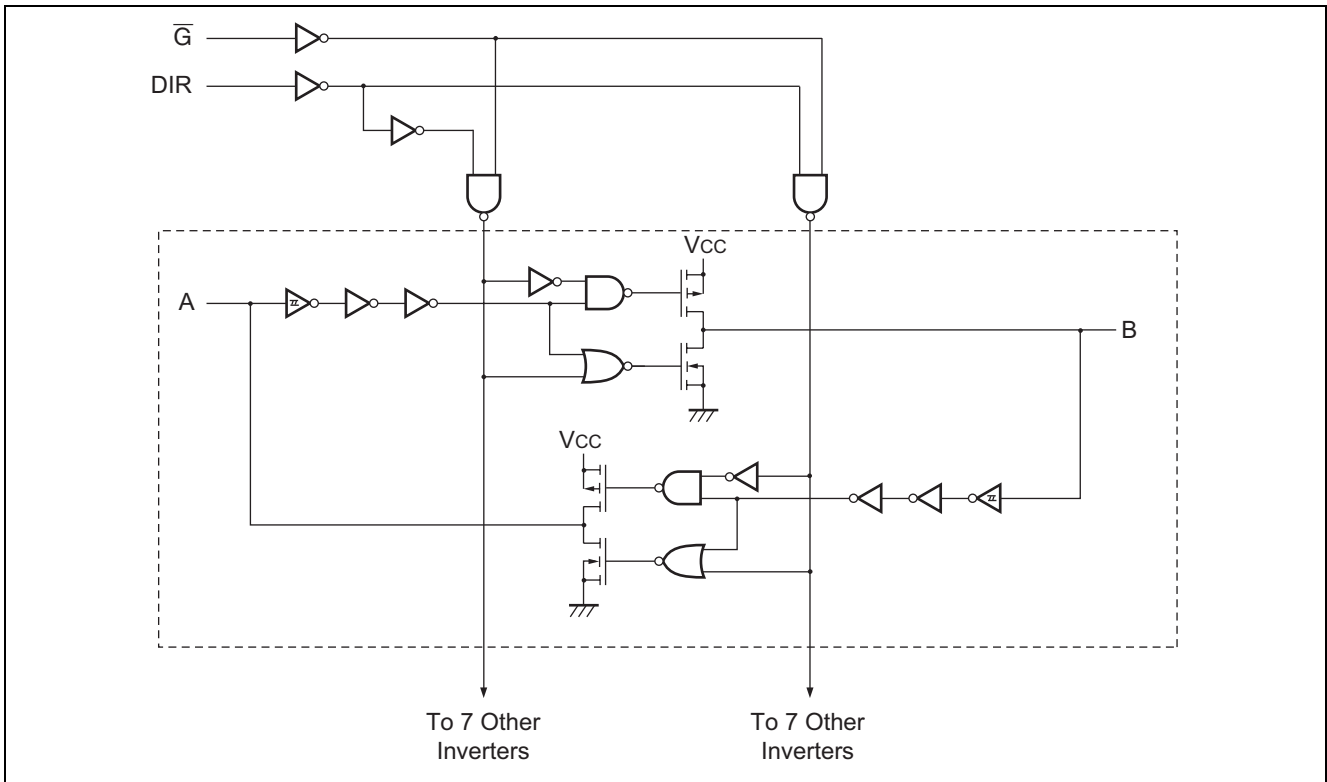 G̅
DIR
A
VCC
B
VCC
To 7 Other
Inverters
To 7 Other
Inverters